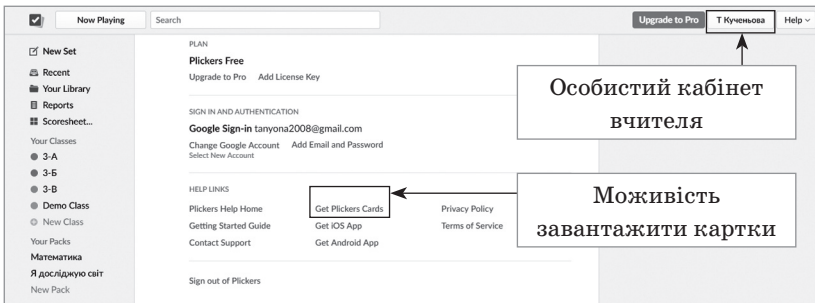 Now Playing
Search
Upgrade to Pro
Т Кученьова
Help
New Set
Recent
Your Library
Reports
Scoresheet...
Your Classes
3-А
3-Б
3-В
Demo Class
New Class
Your Packs
Математика
Я досліджую світ
New Pack
PLAN
Plickers Free
Upgrade to Pro Add License Key
SIGN IN AND AUTHENTICATION
Google Sign-in tanyona2008@gmail.com
Change Google Account Add Email and Password
Select New Account
HELP LINKS
Plickers Help Home Get Plickers Cards Privacy Policy
Getting Started Guide Get iOS App Terms of Service
Contact Support Get Android App
Sign out of Plickers
Особистий кабінет
вчителя
Моживість
завантажити картки